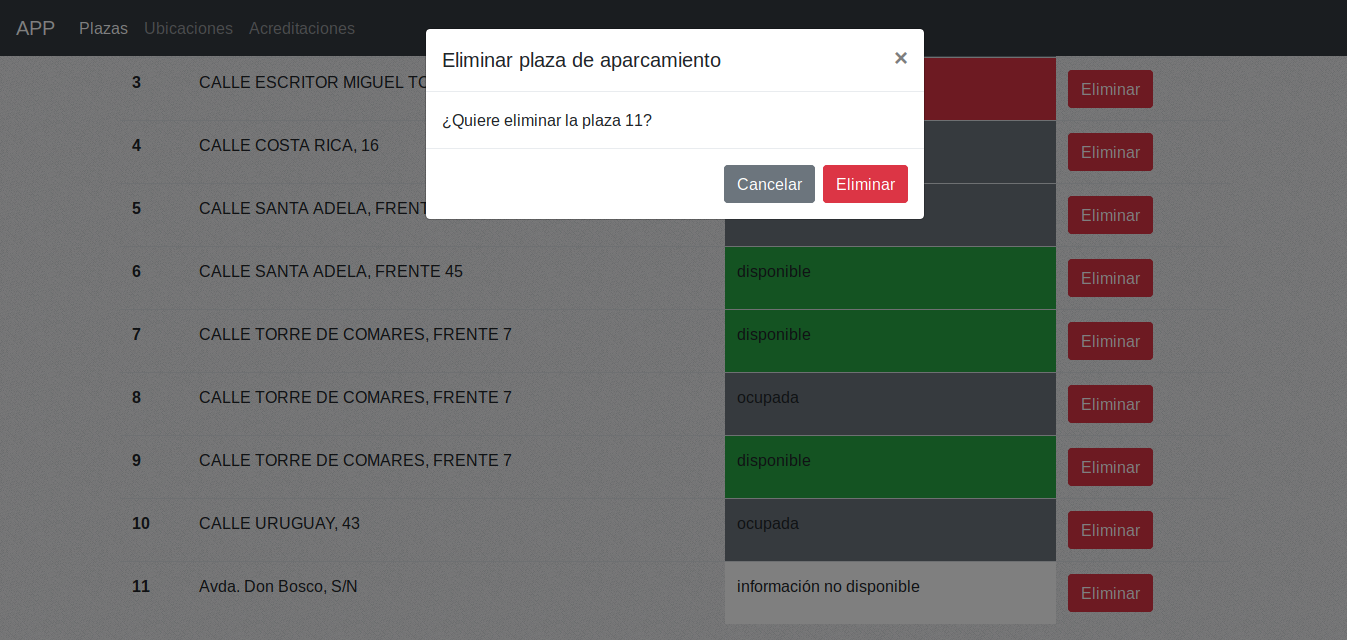 APP Plazas Ubicaciones Acreditaciones
Eliminar plaza de aparcamiento ×
¿Quiere eliminar la plaza 11?
Cancelar Eliminar
3 CALLE ESCRITOR MIGUEL Eliminar
4 CALLE COSTA RICA, 16 Eliminar
5 CALLE SANTA ADELA, Eliminar
6 CALLE SANTA ADELA, FRENTE 45 disponible Eliminar
7 CALLE TORRE DE COMARES, FRENTE 7 disponible Eliminar
8 CALLE TORRE DE COMARES, FRENTE 7 ocupada Eliminar
9 CALLE TORRE DE COMARES, FRENTE 7 disponible Eliminar
10 CALLE URUGUAY, 43 ocupada Eliminar
11 Avda. Don Bosco, S/N información no disponible Eliminar